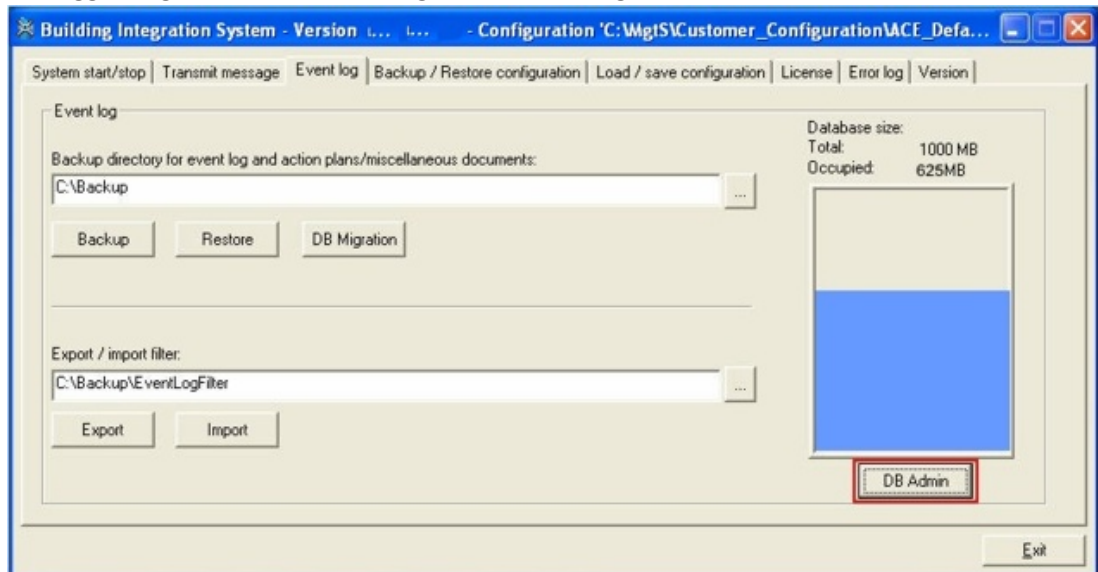 Building Integration System - Version - Configuration 'C:\MgtS\Customer_Configuration\ACE_Defa...
System start/stop Transmit message Event log Backup / Restore configuration Load / save configuration License Error log Version
Event log
Database size:
Total: 1000 MB
Occupied: 625MB
Backup directory for event log and action plans/miscellaneous documents:
C:\Backup
...
Backup Restore DB Migration
Export / import filter:
C:\Backup\EventLogFilter
...
Export Import
DB Admin
Exit